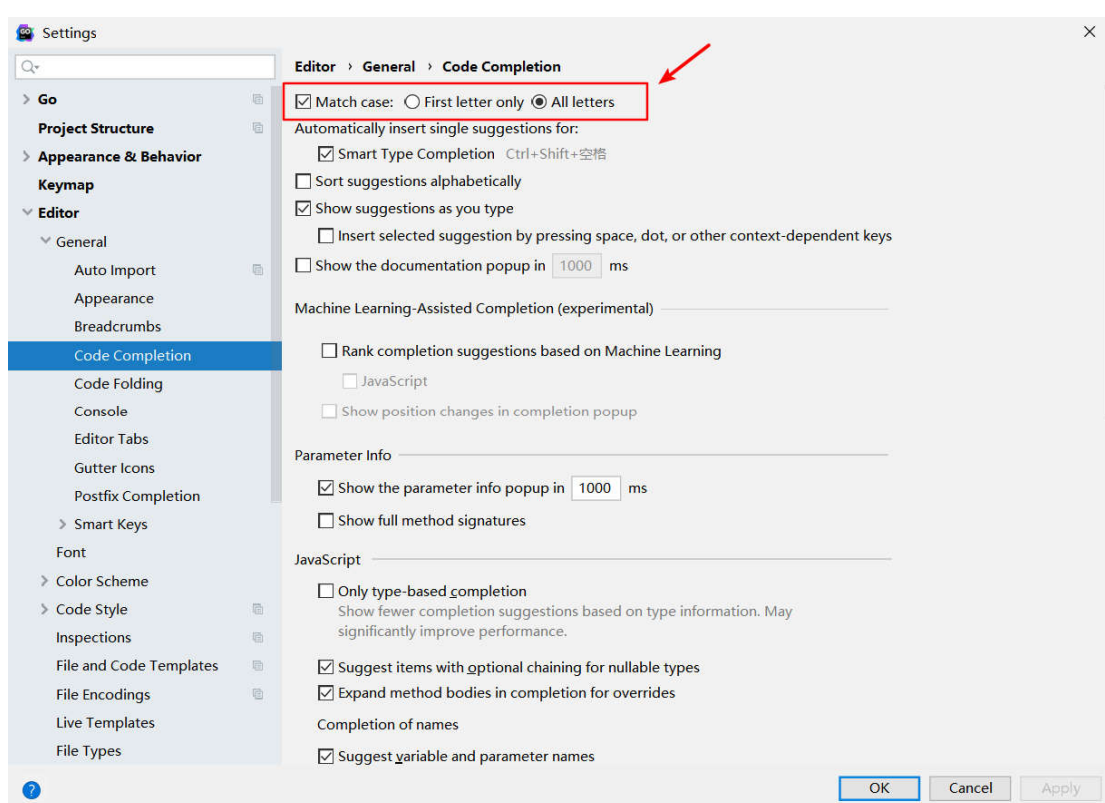 Settings
Editor › General › Code Completion
Go
Project Structure
Appearance & Behavior
Keymap
Editor
General
Auto Import
Appearance
Breadcrumbs
Code Completion
Code Folding
Console
Editor Tabs
Gutter Icons
Postfix Completion
Smart Keys
Font
Color Scheme
Code Style
Inspections
File and Code Templates
File Encodings
Live Templates
File Types
Match case: First letter only All letters
Automatically insert single suggestions for:
Smart Type Completion Ctrl+Shift+空格
Sort suggestions alphabetically
Show suggestions as you type
Insert selected suggestion by pressing space, dot, or other context-dependent keys
Show the documentation popup in 1000 ms
Machine Learning-Assisted Completion (experimental)
Rank completion suggestions based on Machine Learning
JavaScript
Show position changes in completion popup
Parameter Info
Show the parameter info popup in 1000 ms
Show full method signatures
JavaScript
Only type-based completion
Show fewer completion suggestions based on type information. May
significantly improve performance.
Suggest items with optional chaining for nullable types
Expand method bodies in completion for overrides
Completion of names
Suggest variable and parameter names
OK Cancel Apply